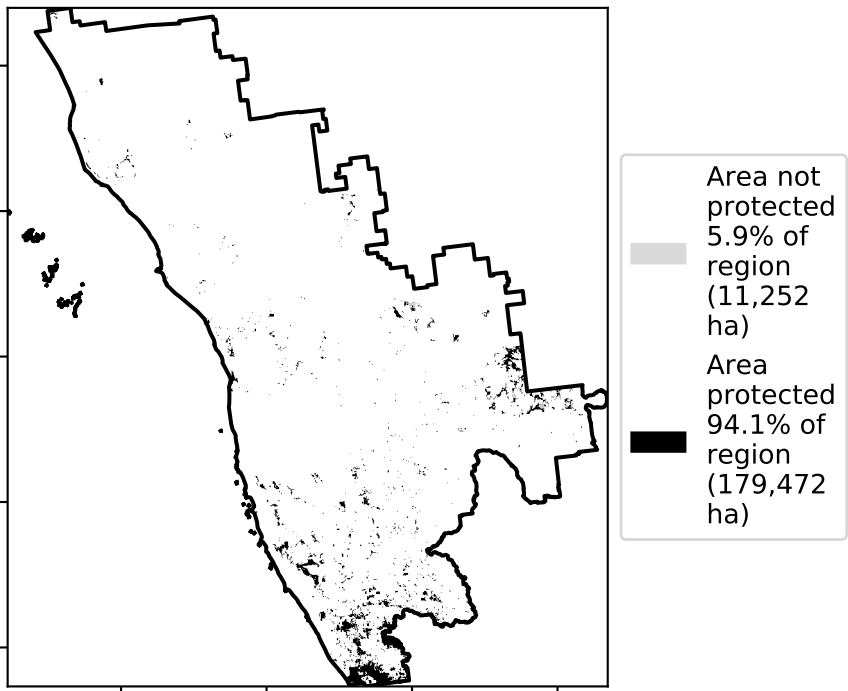 Area not
protected
5.9% of
region
(11,252
ha)
Area
protected
94.1% of
region
(179,472
ha)